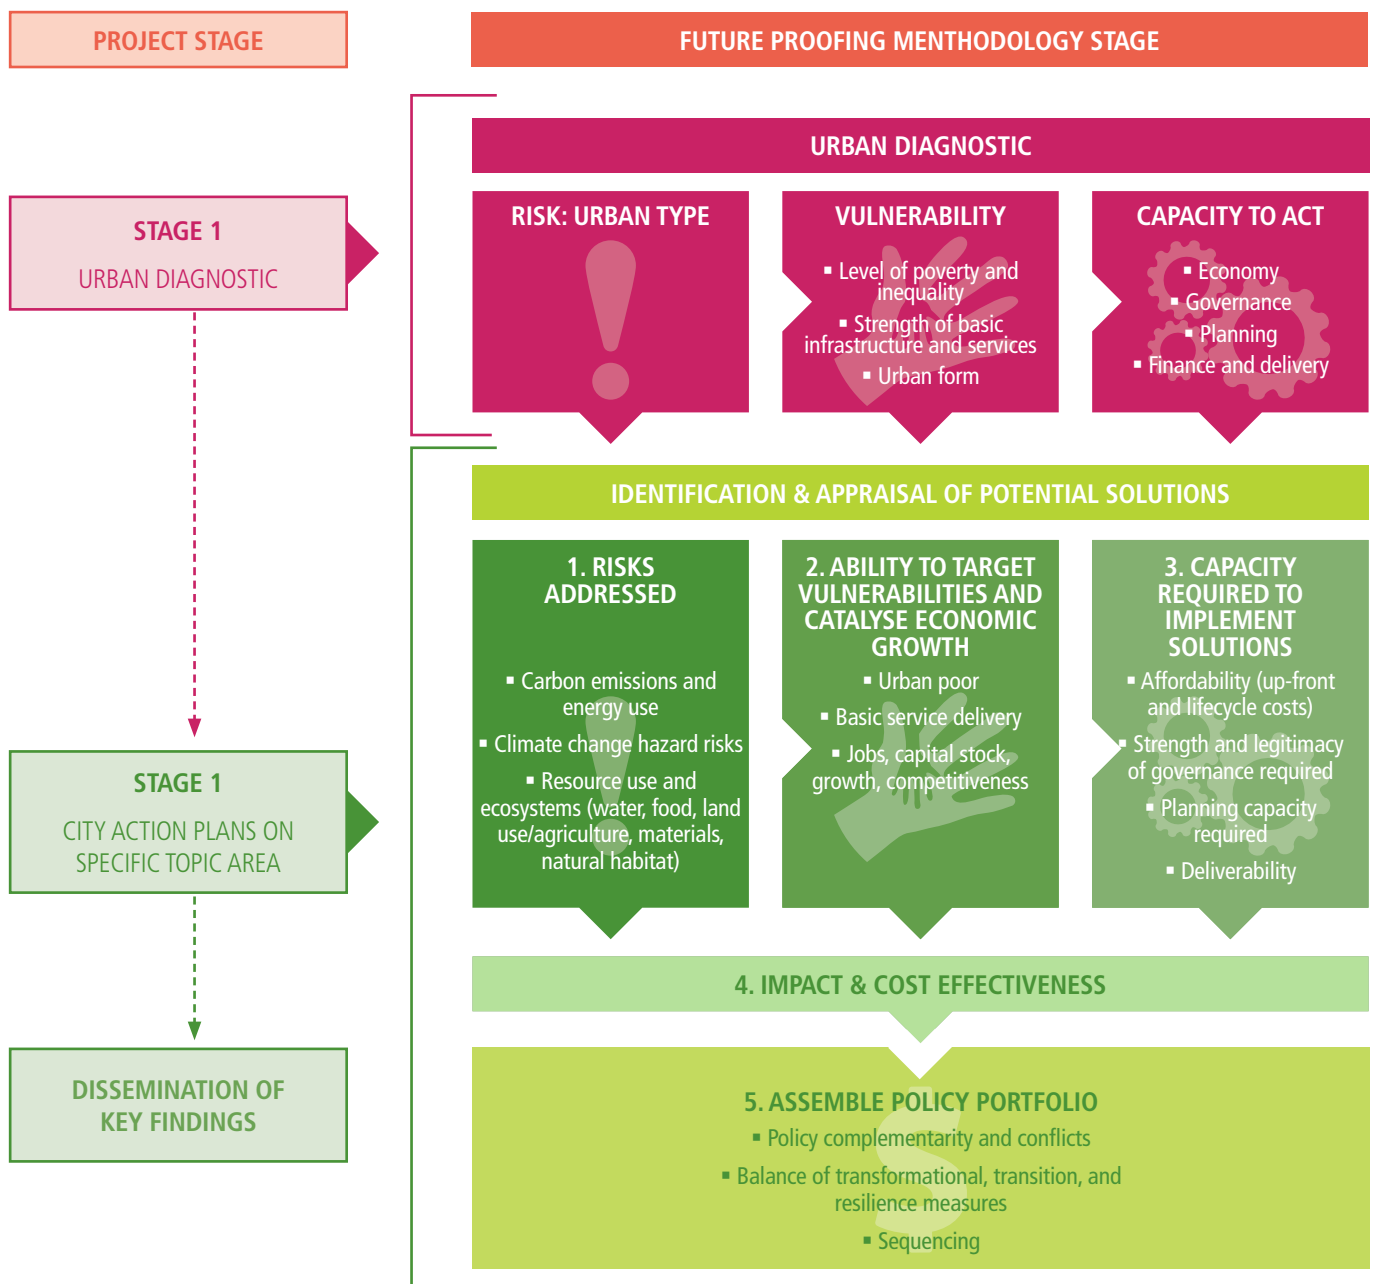 PROJECT STAGE
FUTURE PROOFING MENTHODOLOGY STAGE
STAGE 1
URBAN DIAGNOSTIC
URBAN DIAGNOSTIC
RISK: URBAN TYPE
VULNERABILITY
▪ Level of poverty and
inequality
▪ Strength of basic
infrastructure and services
▪ Urban form
CAPACITY TO ACT
▪ Economy
▪ Governance
▪ Planning
▪ Finance and delivery
STAGE 1
CITY ACTION PLANS ON
SPECIFIC TOPIC AREA
IDENTIFICATION & APPRAISAL OF POTENTIAL SOLUTIONS
1. RISKS
ADDRESSED
▪ Carbon emissions and
energy use
▪ Climate change hazard risks
▪ Resource use and
ecosystems (water, food, land
use/agriculture, materials,
natural habitat)
2. ABILITY TO TARGET
VULNERABILITIES AND
CATALYSE ECONOMIC
GROWTH
▪ Urban poor
▪ Basic service delivery
▪ Jobs, capital stock,
growth, competitiveness
3. CAPACITY
REQUIRED TO
IMPLEMENT
SOLUTIONS
▪ Affordability (up-front
and lifecycle costs)
▪ Strength and legitimacy
of governance required
▪ Planning capacity
required
▪ Deliverability
4. IMPACT & COST EFFECTIVENESS
DISSEMINATION OF
KEY FINDINGS
5. ASSEMBLE POLICY PORTFOLIO
▪ Policy complementarity and conflicts
▪ Balance of transformational, transition, and
resilience measures
▪ Sequencing